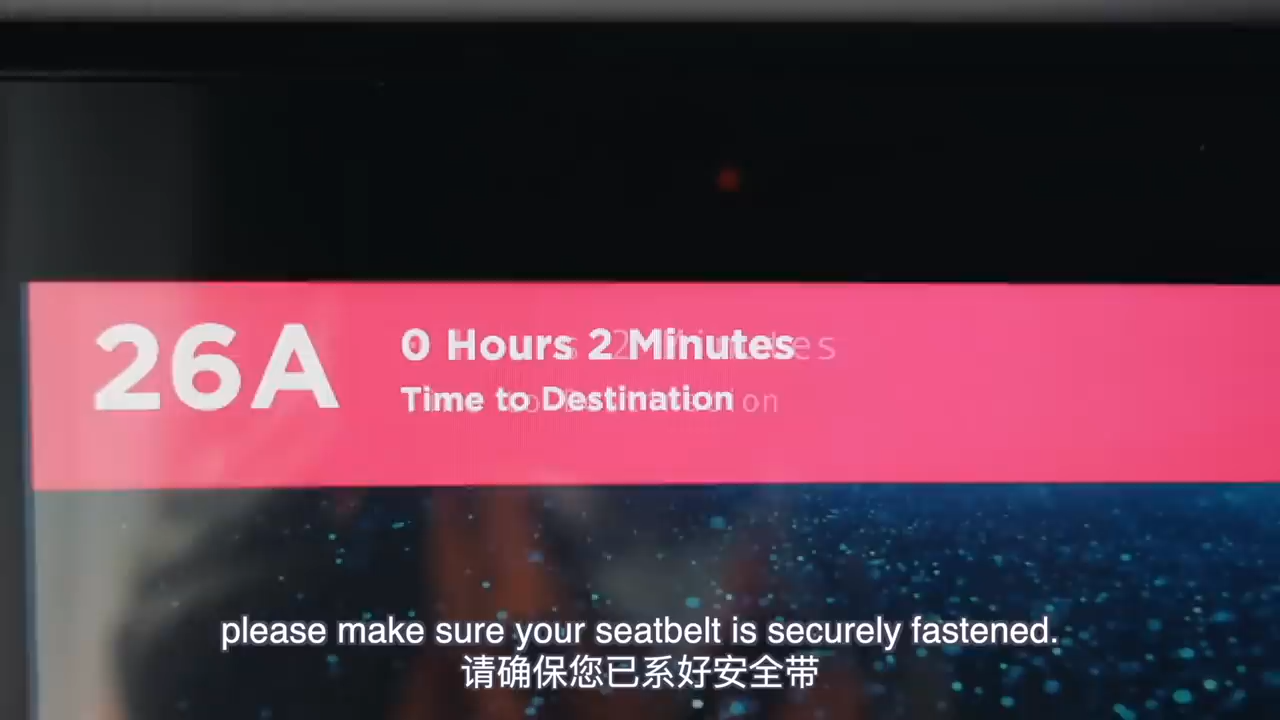 26A
0 Hours 2 Minutes
Time to Destination
please make sure your seatbelt is securely fastened.
请确保您已系好安全带